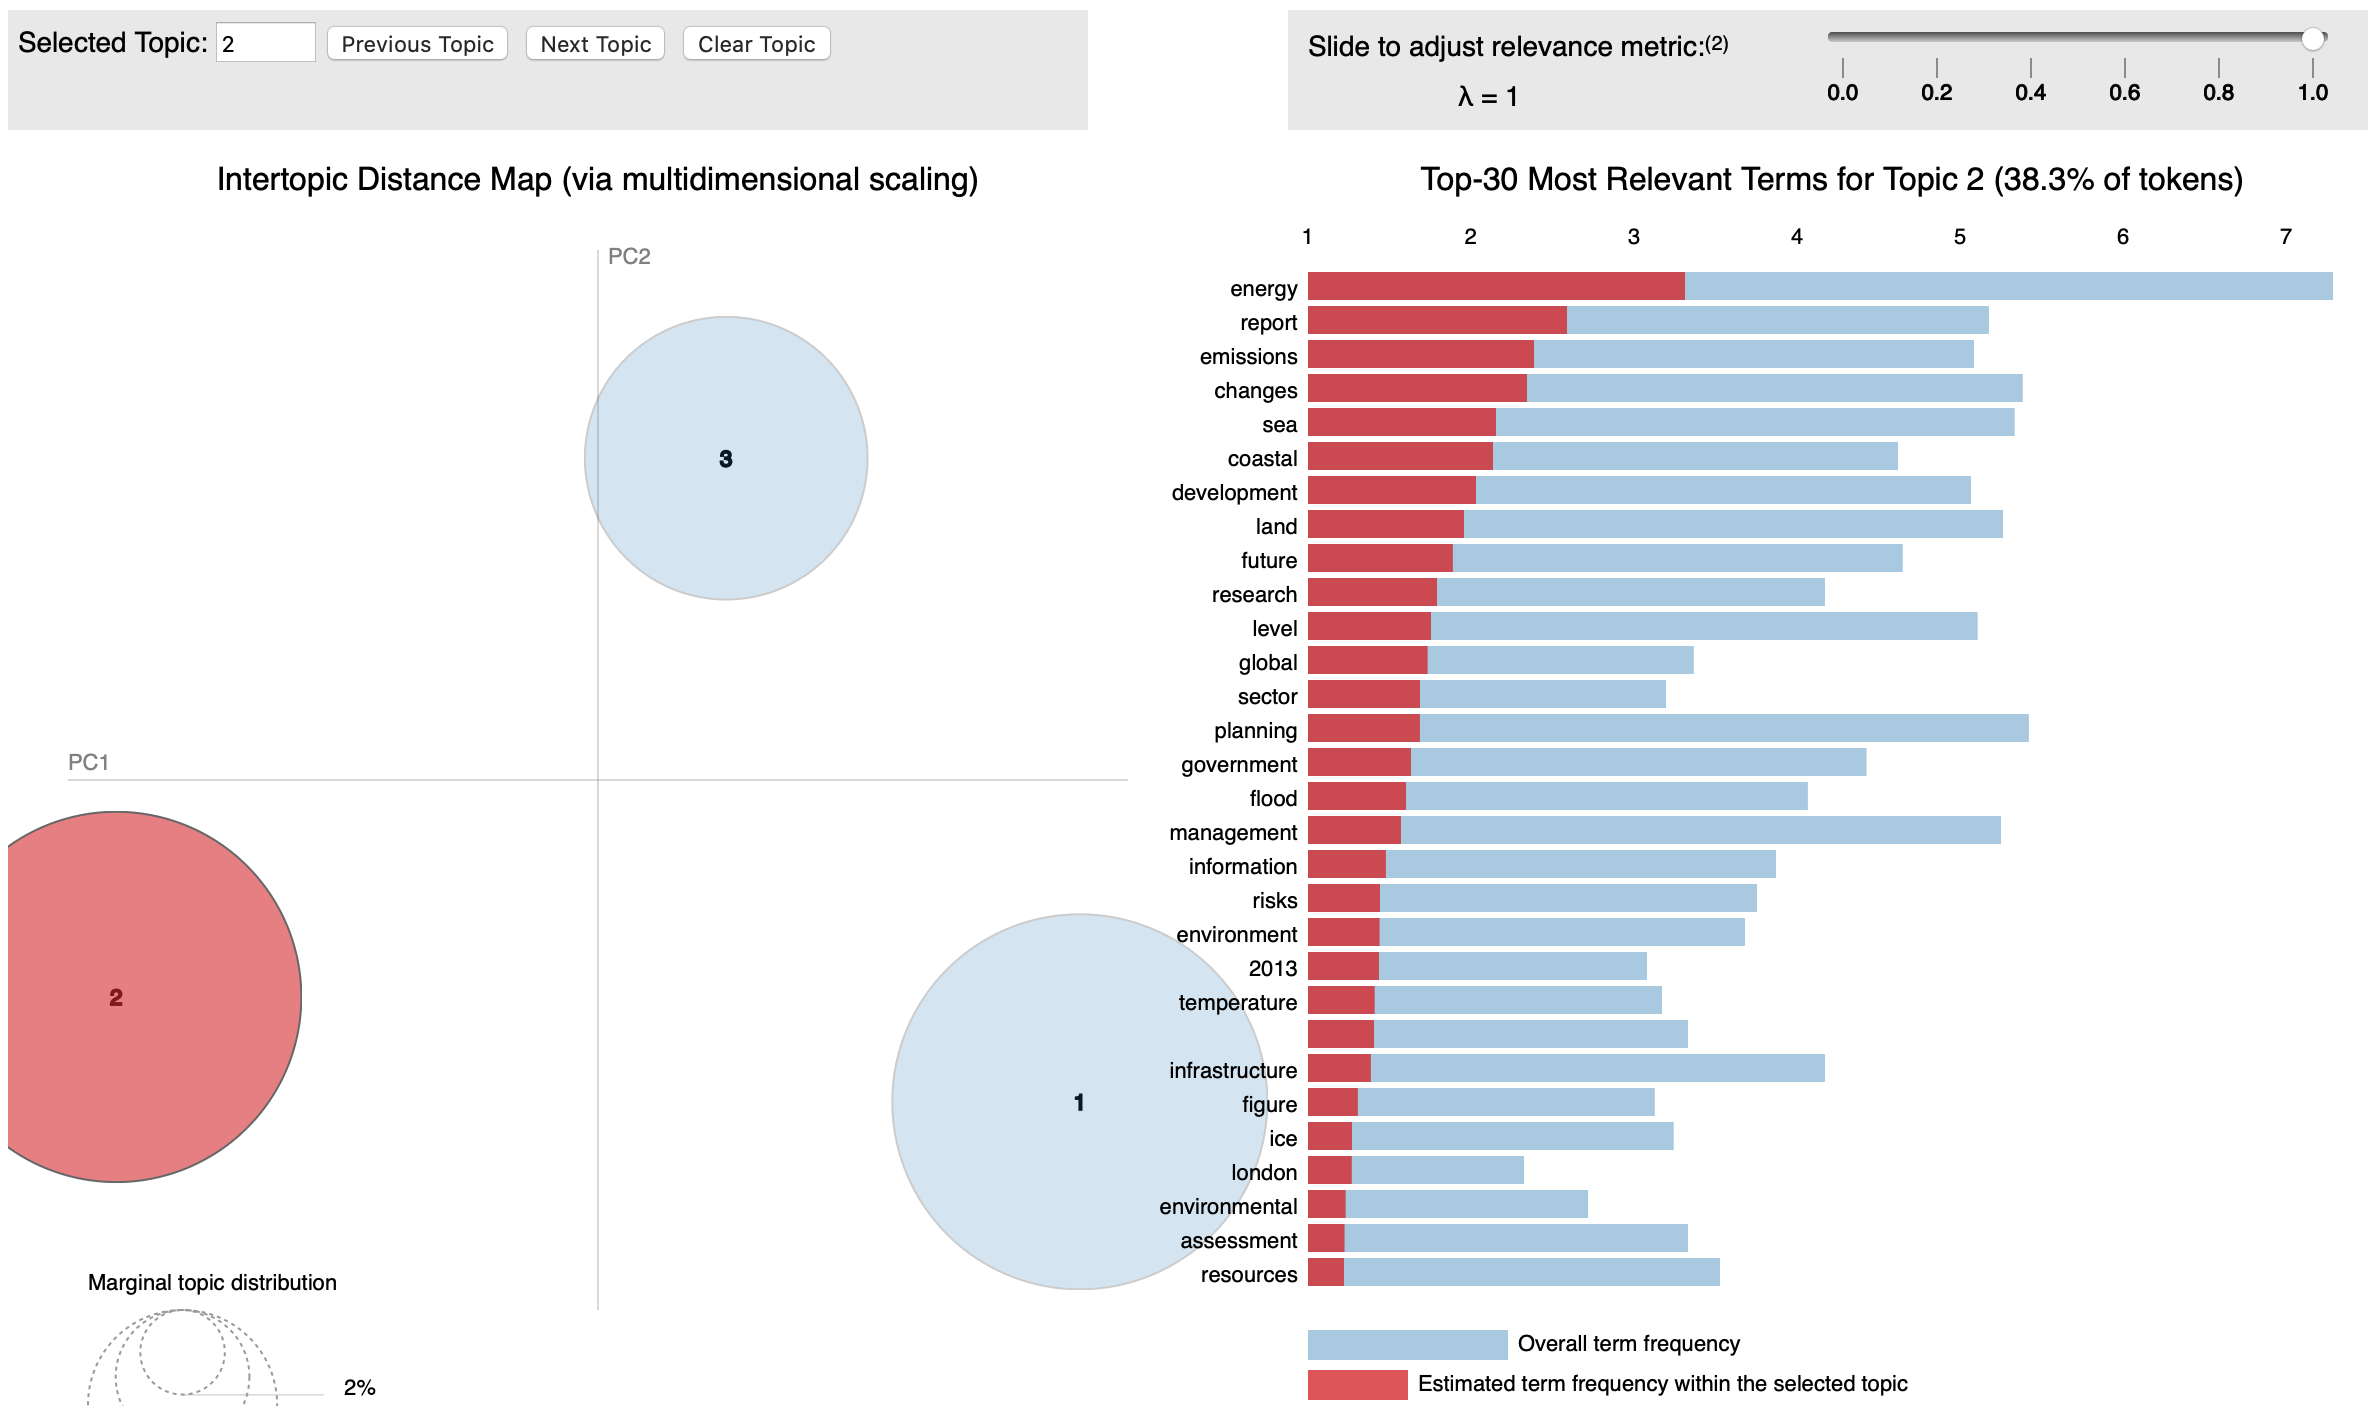 Selected Topic: 2 Previous Topic Next Topic Clear Topic
Slide to adjust relevance metric:(2)
λ = 1
0.0 0.2 0.4 0.6 0.8 1.0
Intertopic Distance Map (via multidimensional scaling)
PC2
3
PC1
2
1
Marginal topic distribution
2%
Top-30 Most Relevant Terms for Topic 2 (38.3% of tokens)
1 2 3 4 5 6 7
energy
report
emissions
changes
sea
coastal
development
land
future
research
level
global
sector
planning
government
flood
management
information
risks
environment
2013
temperature
infrastructure
figure
ice
london
environmental
assessment
resources
Overall term frequency
Estimated term frequency within the selected topic